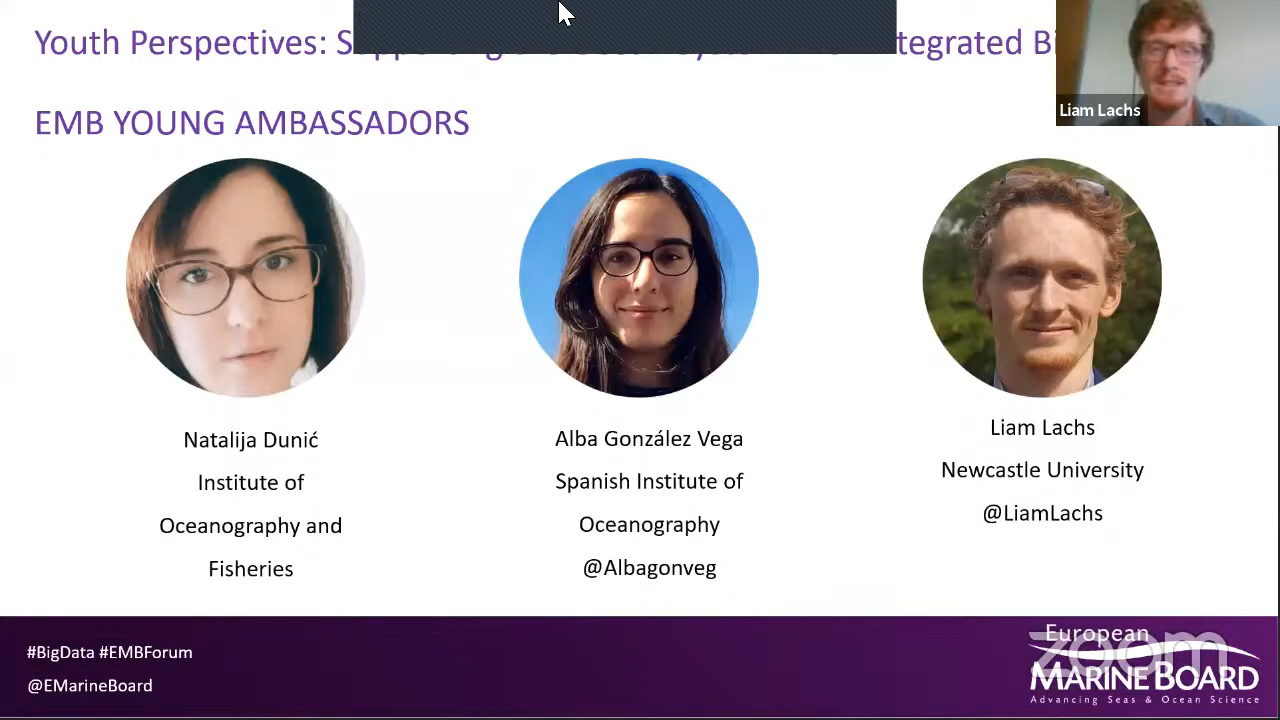 Youth Perspectives: S
ntegrated Bi
Liam Lachs
EMB YOUNG AMBASSADORS
Natalija Dunić
Institute of
Oceanography and
Fisheries
Alba González Vega
Spanish Institute of
Oceanography
@Albagonveg
Liam Lachs
Newcastle University
@LiamLachs
#BigData #EMBForum
@EMarineBoard
European
zoom
MARINE BOARD
Advancing Seas & Ocean Science